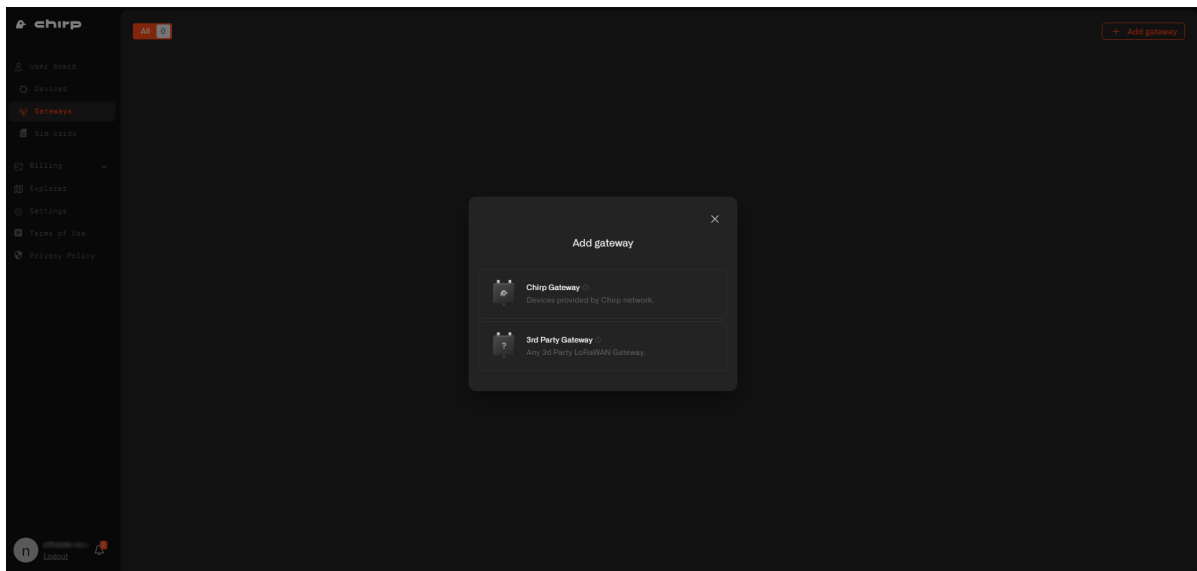 chirp
All 0
+ Add gateway
User board
Devices
Gateways
Sim cards
Billing
Explorer
Settings
Terms of Use
Privacy Policy
Add gateway
Chirp Gateway
Devices provided by Chirp network.
?
3rd Party Gateway
Any 3d Party LoRaWAN Gateway.
n
Logout